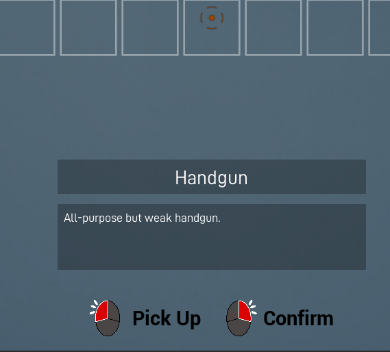 Handgun
All-purpose but weak handgun.
Pick Up Confirm